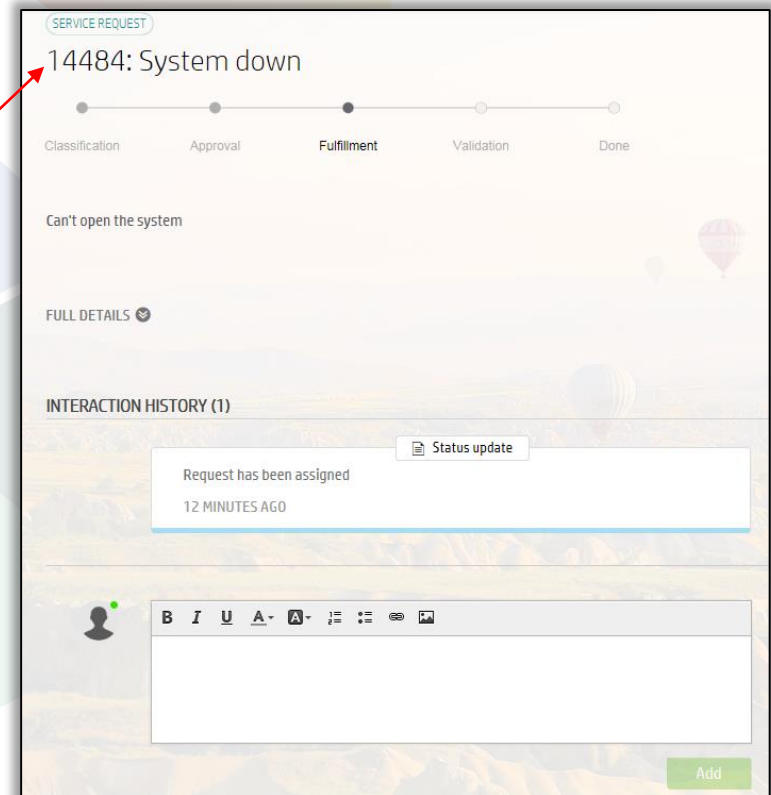 SERVICE REQUEST
14484: System down
Classification Approval Fulfillment Validation Done
Can't open the system
FULL DETAILS
INTERACTION HISTORY (1)
Status update
Request has been assigned
12 MINUTES AGO
B I U A A
Add